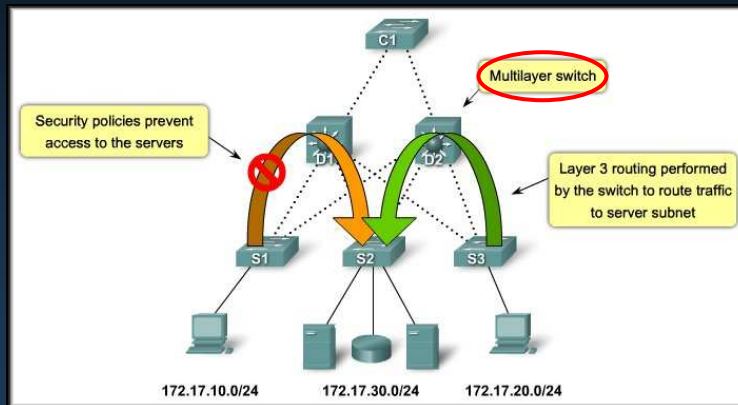 C1
Multilayer switch
Security policies prevent
access to the servers
D1
D2
Layer 3 routing performed
by the switch to route traffic
to server subnet
S1
S2
S3
172.17.10.0/24
172.17.30.0/24
172.17.20.0/24